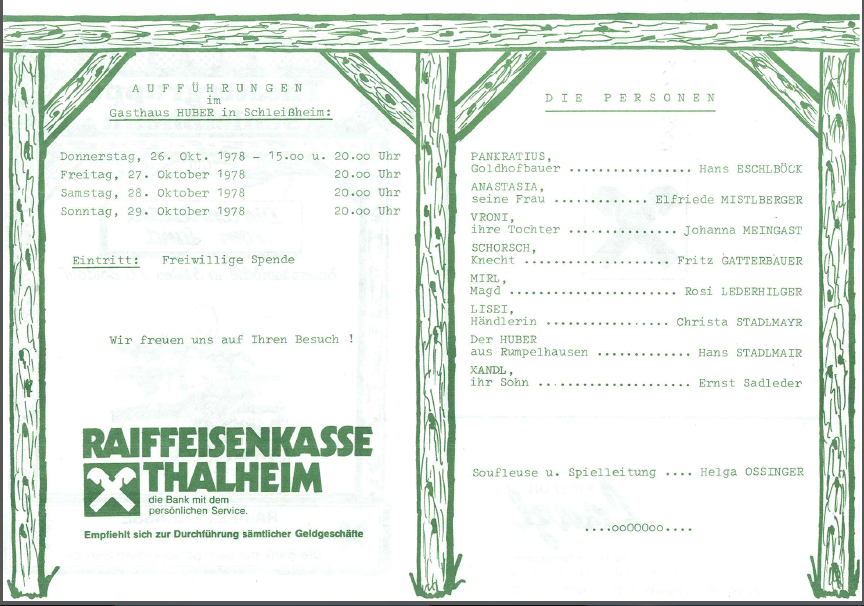 AUFFÜHRUNGEN
im
Gasthaus HUBER in Schleißheim:
Donnerstag, 26. Okt. 1978 - 15.oo u. 20.oo Uhr
Freitag, 27. Oktober 1978 20.oo Uhr
Samstag, 28. Oktober 1978 20.oo Uhr
Sonntag, 29. Oktober 1978 20.oo Uhr
Eintritt: Freiwillige Spende
Wir freuen uns auf Ihren Besuch !
RAIFFEISENKASSE
THALHEIM
die Bank mit dem
persönlichen Service.
Empfiehlt sich zur Durchführung sämtlicher Geldgeschäfte
DIE PERSONEN
PANKRATIUS,
Goldhofbauer ................ Hans ESCHLBÖCK
ANASTASIA,
seine Frau ............ Elfriede MISTLBERGER
VRONI,
ihre Tochter ................ Johanna MEINGAST
SCHORSCH,
Knecht .................... Fritz GATTERBAUER
MIRL,
Magd ...................... Rosi LEDERHILGER
LISEI,
Händlerin ................. Christa STADLMAYR
Der HUBER
aus Rumpelhausen ............ Hans STADLMAIR
XANDL,
ihr Sohn .................... Ernst Sadleder
Soufleuse u. Spielleitung .... Helga OSSINGER
....ooOOOoo....